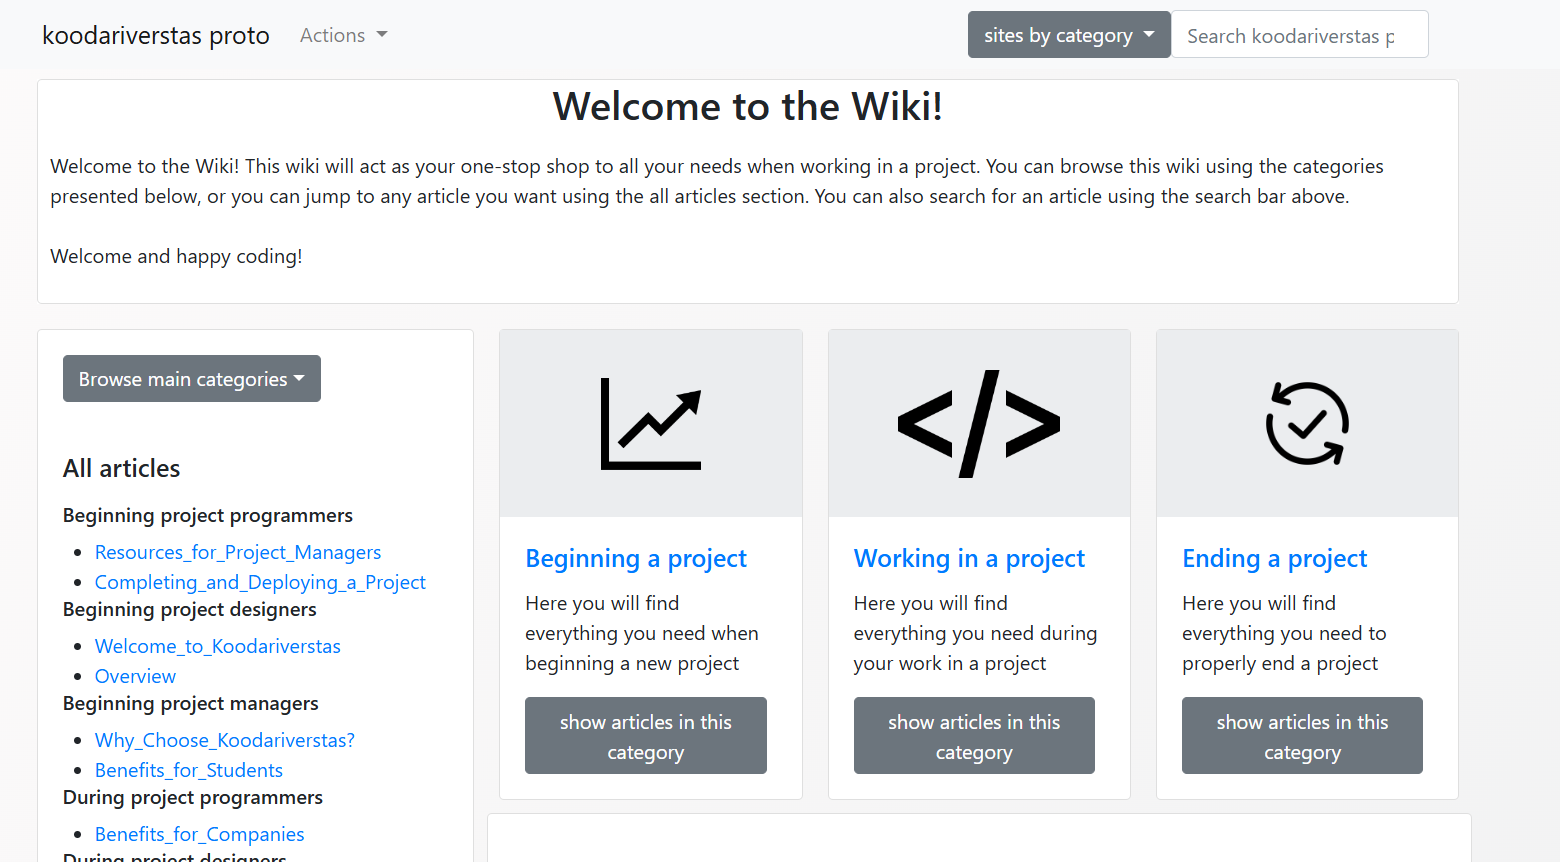 koodariverstas proto
Actions
sites by category
Search koodariverstas p
Welcome to the Wiki!
Welcome to the Wiki! This wiki will act as your one-stop shop to all your needs when working in a project. You can browse this wiki using the categories
presented below, or you can jump to any article you want using the all articles section. You can also search for an article using the search bar above.
Welcome and happy coding!
Browse main categories
All articles
Beginning project programmers
Resources_for_Project_Managers
Completing_and_Deploying_a_Project
Beginning project designers
Welcome_to_Koodariverstas
Overview
Beginning project managers
Why_Choose_Koodariverstas?
Benefits_for_Students
During project programmers
Benefits_for_Companies
During project designers
Beginning a project
Here you will find
everything you need when
beginning a new project
show articles in this
category
</>
Working in a project
Here you will find
everything you need during
your work in a project
show articles in this
category
Ending a project
Here you will find
everything you need to
properly end a project
show articles in this
category